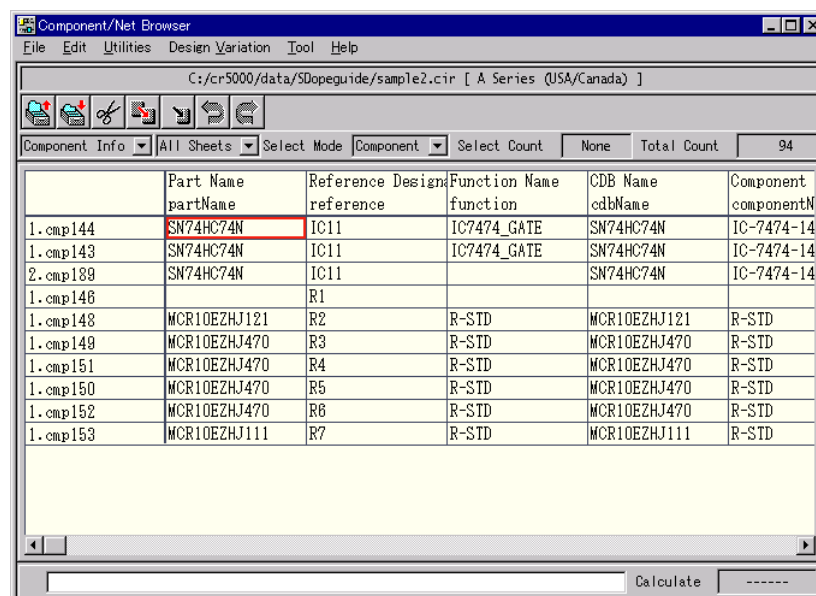 Component/Net Browser
File Edit Utilities Design Variation Tool Help
C:/cr5000/data/SDopeguide/sample2.cir [ A Series (USA/Canada) ]
Component Info All Sheets Select Mode Component Select Count None Total Count 94
Part Name Reference Design Function Name CDB Name Component
partName reference function cdbName componentN
1.cmp144 SN74HC74N IC11 IC7474_GATE SN74HC74N IC-7474-14
1.cmp143 SN74HC74N IC11 IC7474_GATE SN74HC74N IC-7474-14
2.cmp189 SN74HC74N IC11 SN74HC74N IC-7474-14
1.cmp146 R1
1.cmp148 MCR10EZHJ121 R2 R-STD MCR10EZHJ121 R-STD
1.cmp149 MCR10EZHJ470 R3 R-STD MCR10EZHJ470 R-STD
1.cmp151 MCR10EZHJ470 R4 R-STD MCR10EZHJ470 R-STD
1.cmp150 MCR10EZHJ470 R5 R-STD MCR10EZHJ470 R-STD
1.cmp152 MCR10EZHJ470 R6 R-STD MCR10EZHJ470 R-STD
1.cmp153 MCR10EZHJ111 R7 R-STD MCR10EZHJ111 R-STD
Calculate ------